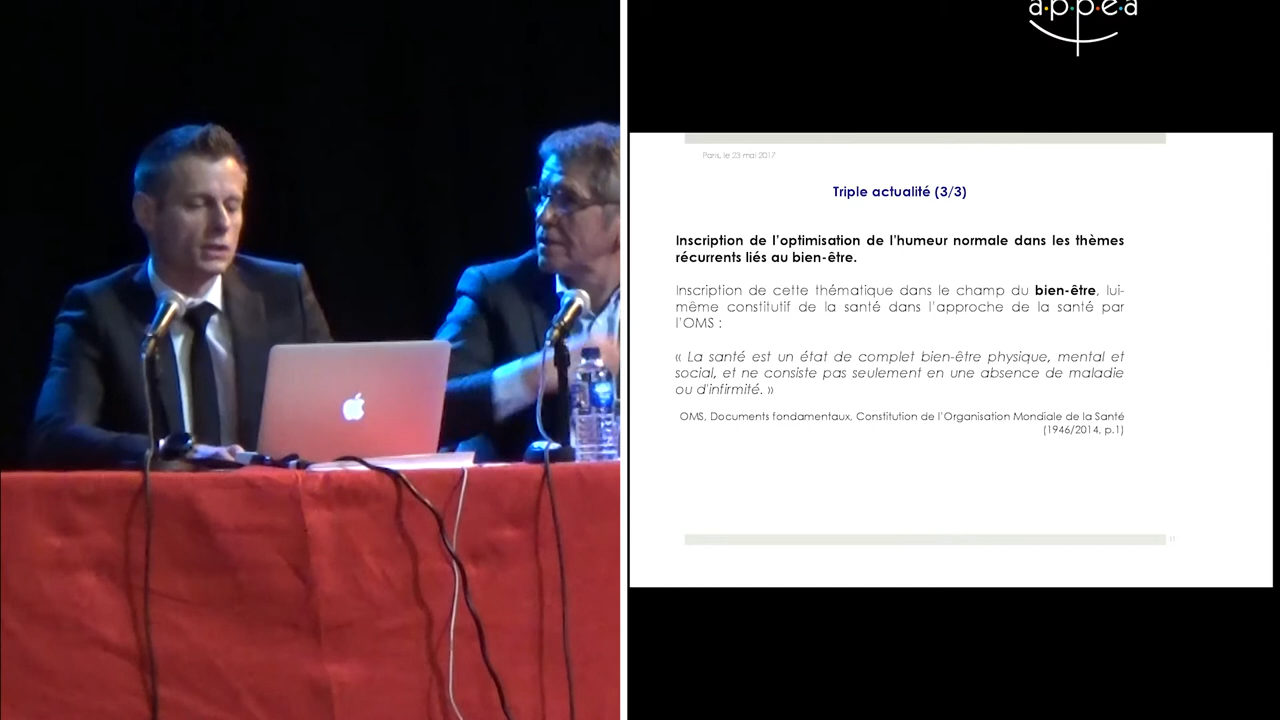 a.p.p.e.a
Paris, le 23 mai 2017
Triple actualité (3/3)
Inscription de l'optimisation de l'humeur normale dans les thèmes
récurrents liés au bien-être.
Inscription de cette thématique dans le champ du bien-être, lui-
même constitutif de la santé dans l'approche de la santé par
l'OMS :
« La santé est un état de complet bien-être physique, mental et
social, et ne consiste pas seulement en une absence de maladie
ou d'infirmité. »
OMS, Documents fondamentaux, Constitution de l'Organisation Mondiale de la Santé
(1946/2014, p.1)